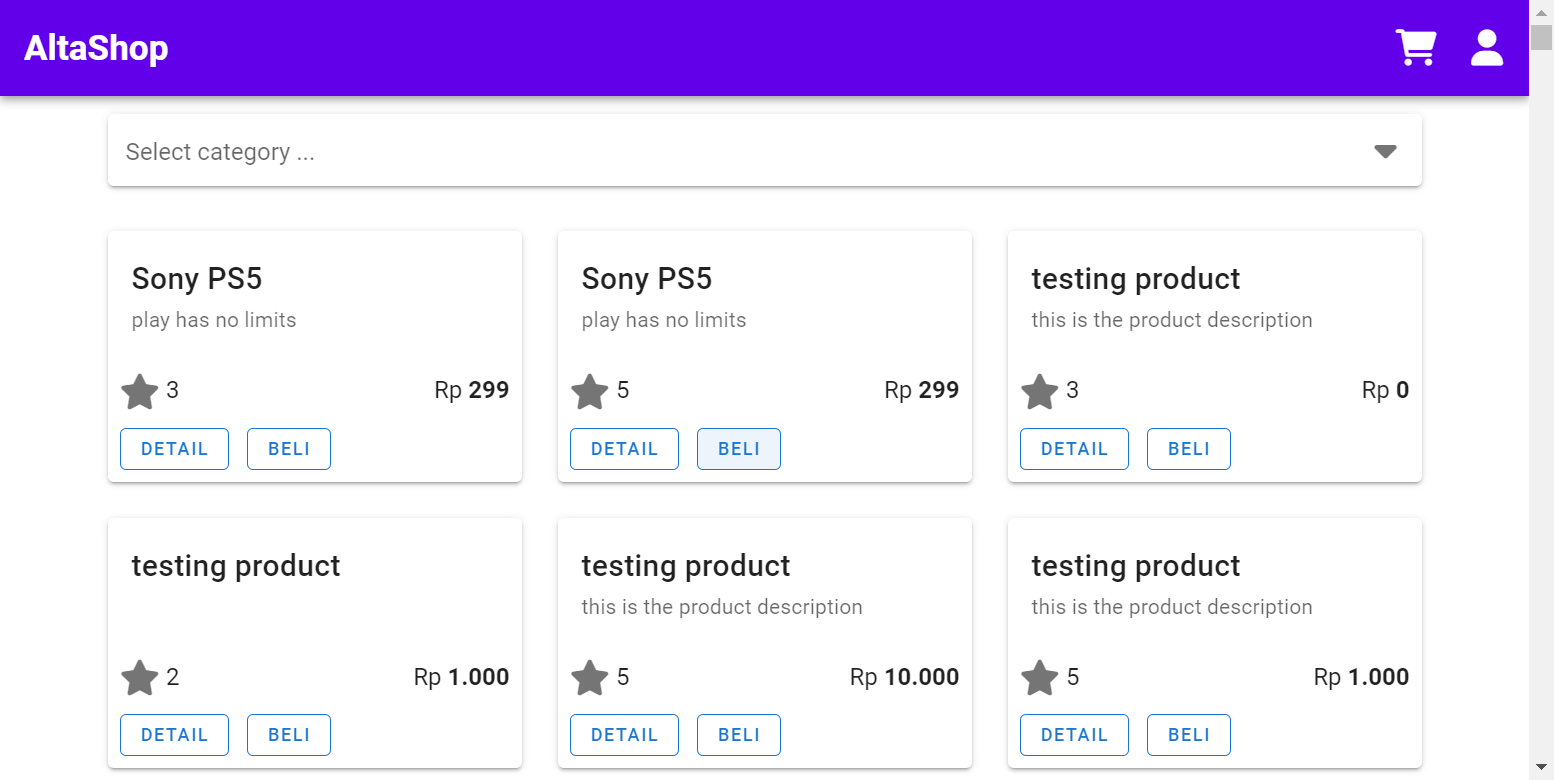 AltaShop
Select category ...
Sony PS5
play has no limits
3
Rp 299
DETAIL
BELI
Sony PS5
play has no limits
5
Rp 299
DETAIL
BELI
testing product
this is the product description
3
Rp 0
DETAIL
BELI
testing product
2
Rp 1.000
DETAIL
BELI
testing product
this is the product description
5
Rp 10.000
DETAIL
BELI
testing product
this is the product description
5
Rp 1.000
DETAIL
BELI